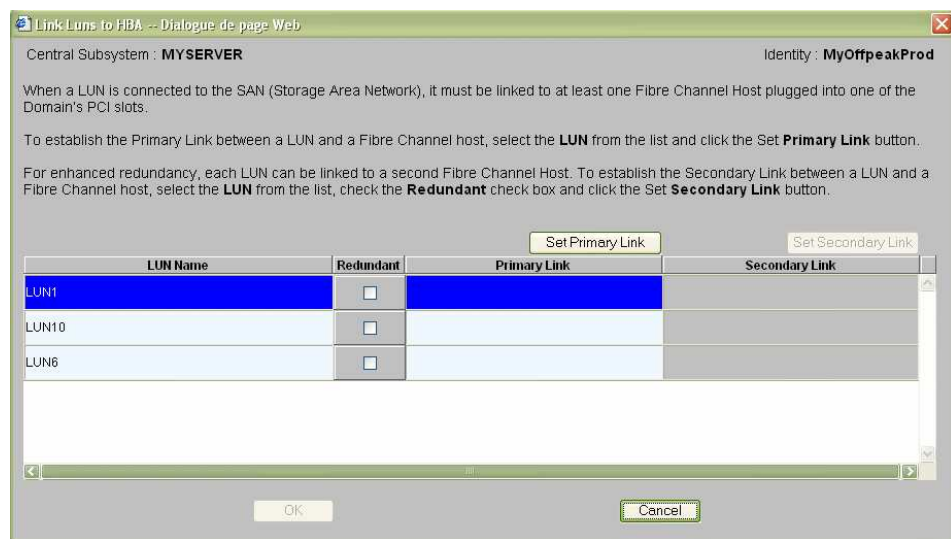 Link Luns to HBA -- Dialogue de page Web
Central Subsystem : MYSERVER Identity : MyOffpeakProd
When a LUN is connected to the SAN (Storage Area Network), it must be linked to at least one Fibre Channel Host plugged into one of the
Domain's PCI slots.
To establish the Primary Link between a LUN and a Fibre Channel host, select the LUN from the list and click the Set Primary Link button.
For enhanced redundancy, each LUN can be linked to a second Fibre Channel Host. To establish the Secondary Link between a LUN and a
Fibre Channel host, select the LUN from the list, check the Redundant check box and click the Set Secondary Link button.
Set Primary Link Set Secondary Link
LUN Name Redundant Primary Link Secondary Link
LUN1
LUN10
LUN6
OK Cancel